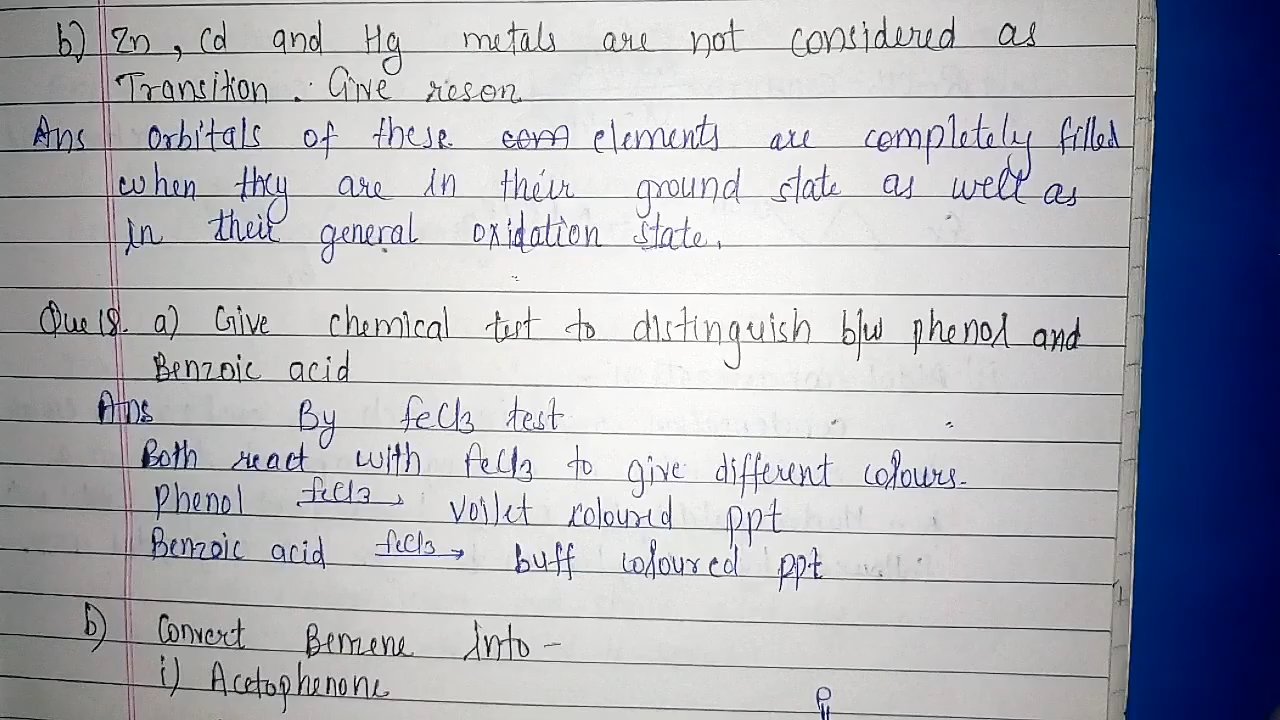 b) Zn, Cd and Hg metals are not considered as
Transition. Give reson
Ans orbitals of these com elements are completely filled
when they are in their ground state as well as
in their general oxidation state.
Que 18. a) Give chemical test to distinguish b/w phenol and
Benzoic acid
Ans By fecl3 test
Both react with fecl3 to give different colours.
Phenol fecl3→ voilet coloured ppt
Benzoic acid fecl3→ buff coloured ppt
b) Convert Benzene into -
i) Acetophenone
O